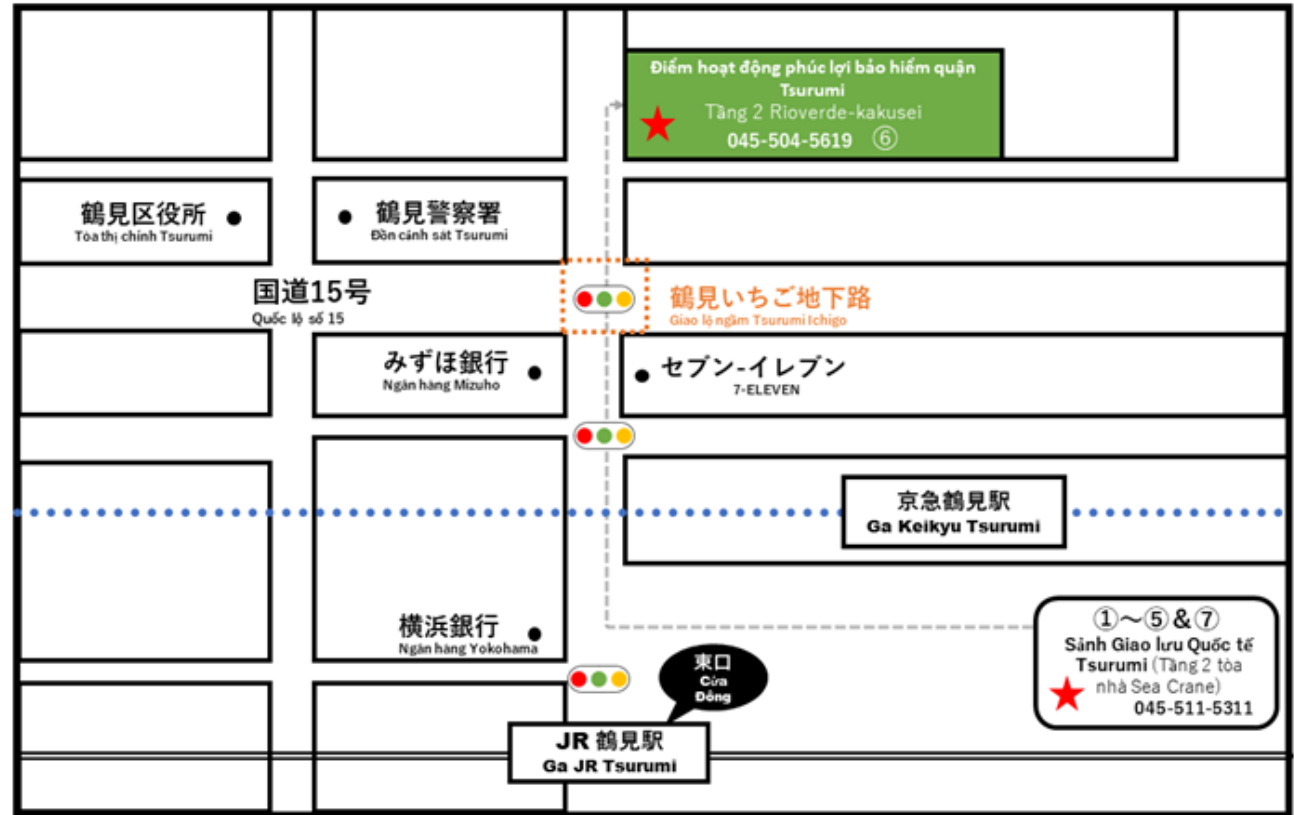 Điểm hoạt động phúc lợi bảo hiểm quận
Tsurumi
Tầng 2 Rioverde-kakusei
045-504-5619 ⑥
鶴見区役所
Tòa thị chính Tsurumi
鶴見警察署
Đồn cảnh sát Tsurumi
国道15号
Quốc lộ số 15
鶴見いちご地下路
Giao lộ ngầm Tsurumi Ichigo
みずほ銀行
Ngân hàng Mizuho
セブン-イレブン
7-ELEVEN
京急鶴見駅
Ga Keikyu Tsurumi
①～⑤&⑦
Sảnh Giao lưu Quốc tế
Tsurumi (Tầng 2 tòa
nhà Sea Crane)
045-511-5311
横浜銀行
Ngân hàng Yokohama
東口
Cửa
Đông
JR 鶴見駅
Ga JR Tsurumi